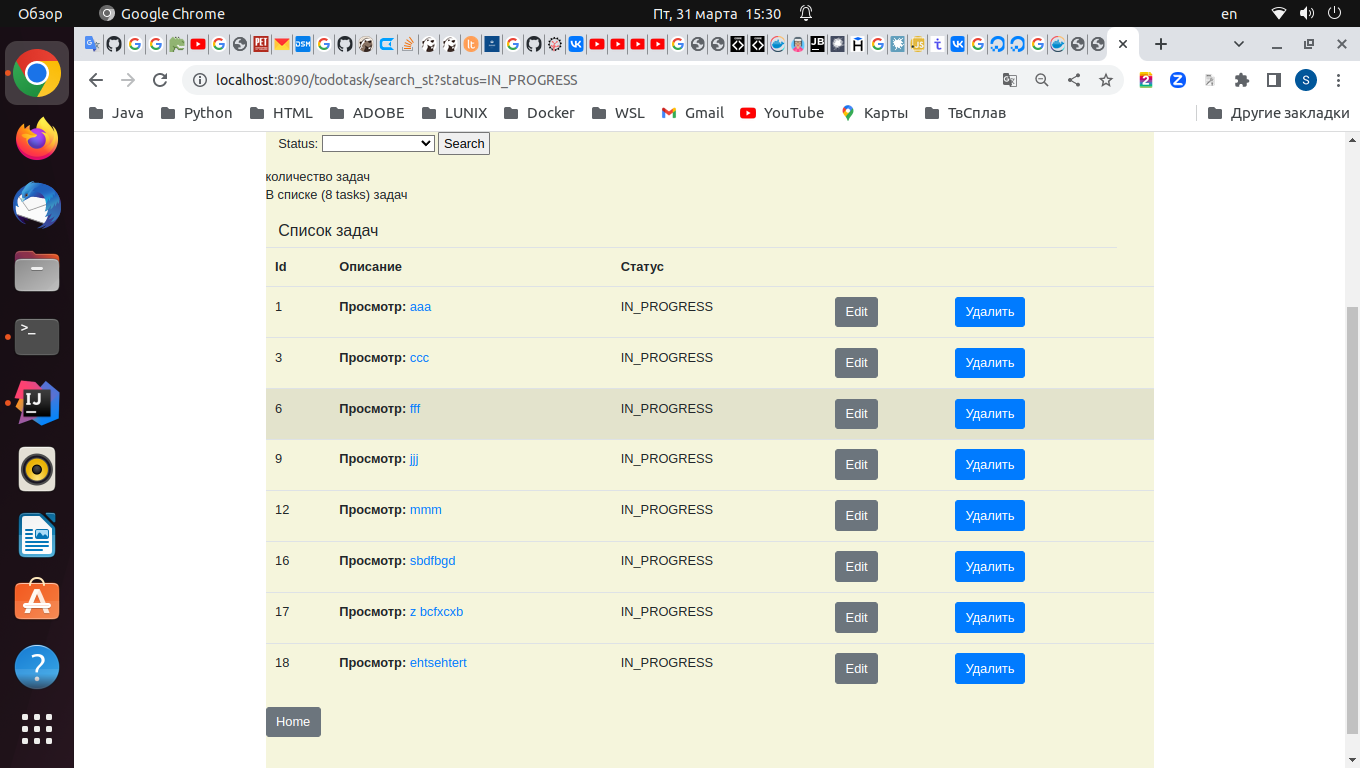 Обзор Google Chrome Пт, 31 марта 15:30 en
localhost:8090/todotask/search_st?status=IN_PROGRESS S
Java Python HTML ADOBE LUNIX Docker WSL Gmail YouTube Карты ТвСплав Другие закладки
Status: Search
количество задач
В списке (8 tasks) задач
Список задач
Id Описание Статус
1 Просмотр: aaa IN_PROGRESS Edit Удалить
3 Просмотр: ccc IN_PROGRESS Edit Удалить
6 Просмотр: fff IN_PROGRESS Edit Удалить
9 Просмотр: jjj IN_PROGRESS Edit Удалить
12 Просмотр: mmm IN_PROGRESS Edit Удалить
16 Просмотр: sbdfbgd IN_PROGRESS Edit Удалить
17 Просмотр: z bcfxcxb IN_PROGRESS Edit Удалить
18 Просмотр: ehtsehtert IN_PROGRESS Edit Удалить
Home